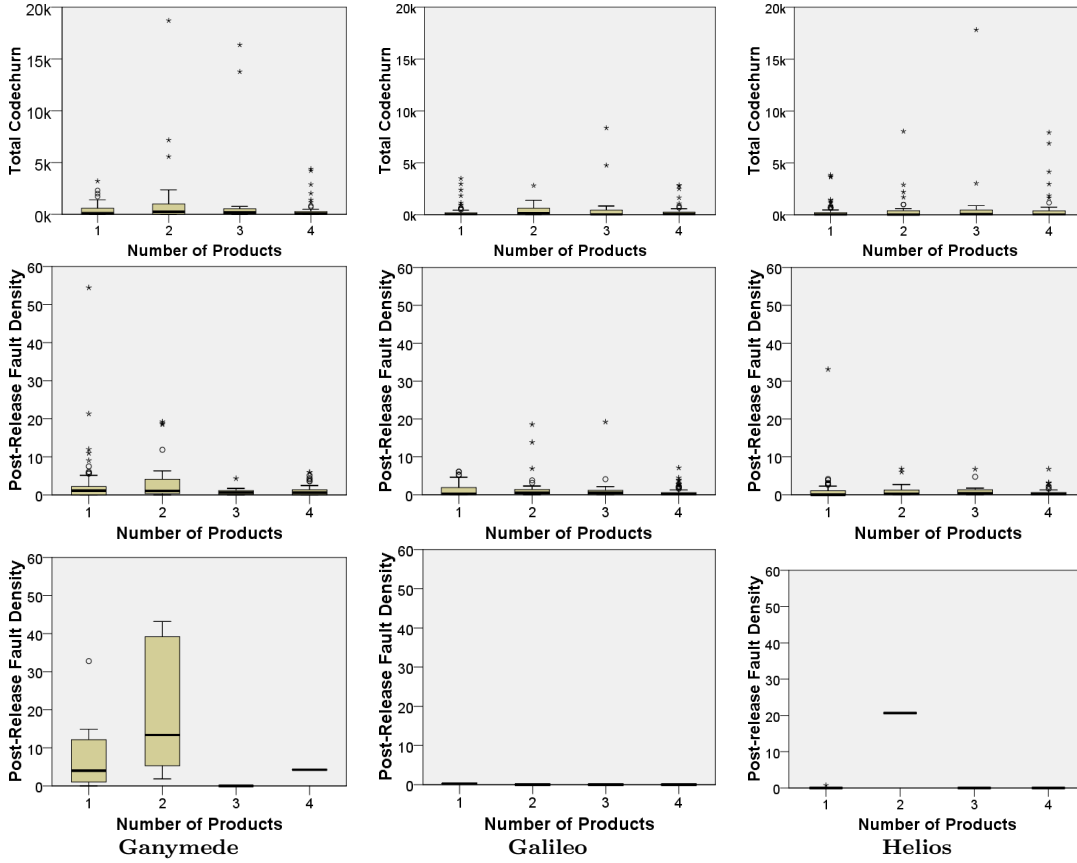 20k
15k
10k
5k
0k
Total Codechurn
1 2 3 4
Number of Products
20k
15k
10k
5k
0k
Total Codechurn
1 2 3 4
Number of Products
20k
15k
10k
5k
0k
Total Codechurn
1 2 3 4
Number of Products
60
50
40
30
20
10
0
Post-Release Fault Density
1 2 3 4
Number of Products
60
50
40
30
20
10
0
Post-Release Fault Density
1 2 3 4
Number of Products
60
50
40
30
20
10
0
Post-Release Fault Density
1 2 3 4
Number of Products
60
50
40
30
20
10
0
Post-Release Fault Density
1 2 3 4
Number of Products
Ganymede
60
50
40
30
20
10
0
Post-Release Fault Density
1 2 3 4
Number of Products
Galileo
60
50
40
30
20
10
0
Post-release Fault Density
1 2 3 4
Number of Products
Helios